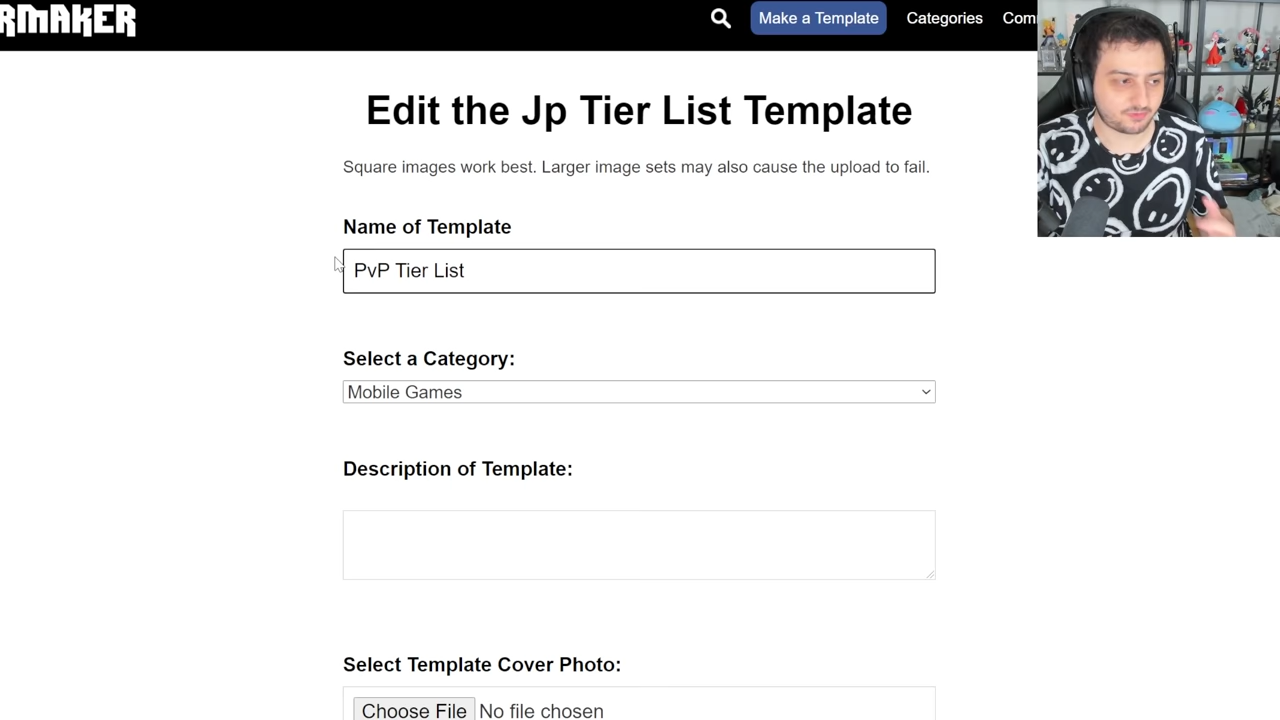 RMAKER
Make a Template
Categories
Com
Edit the Jp Tier List Template
Square images work best. Larger image sets may also cause the upload to fail.
Name of Template
PvP Tier List
Select a Category:
Mobile Games
Description of Template:
Select Template Cover Photo:
Choose File No file chosen